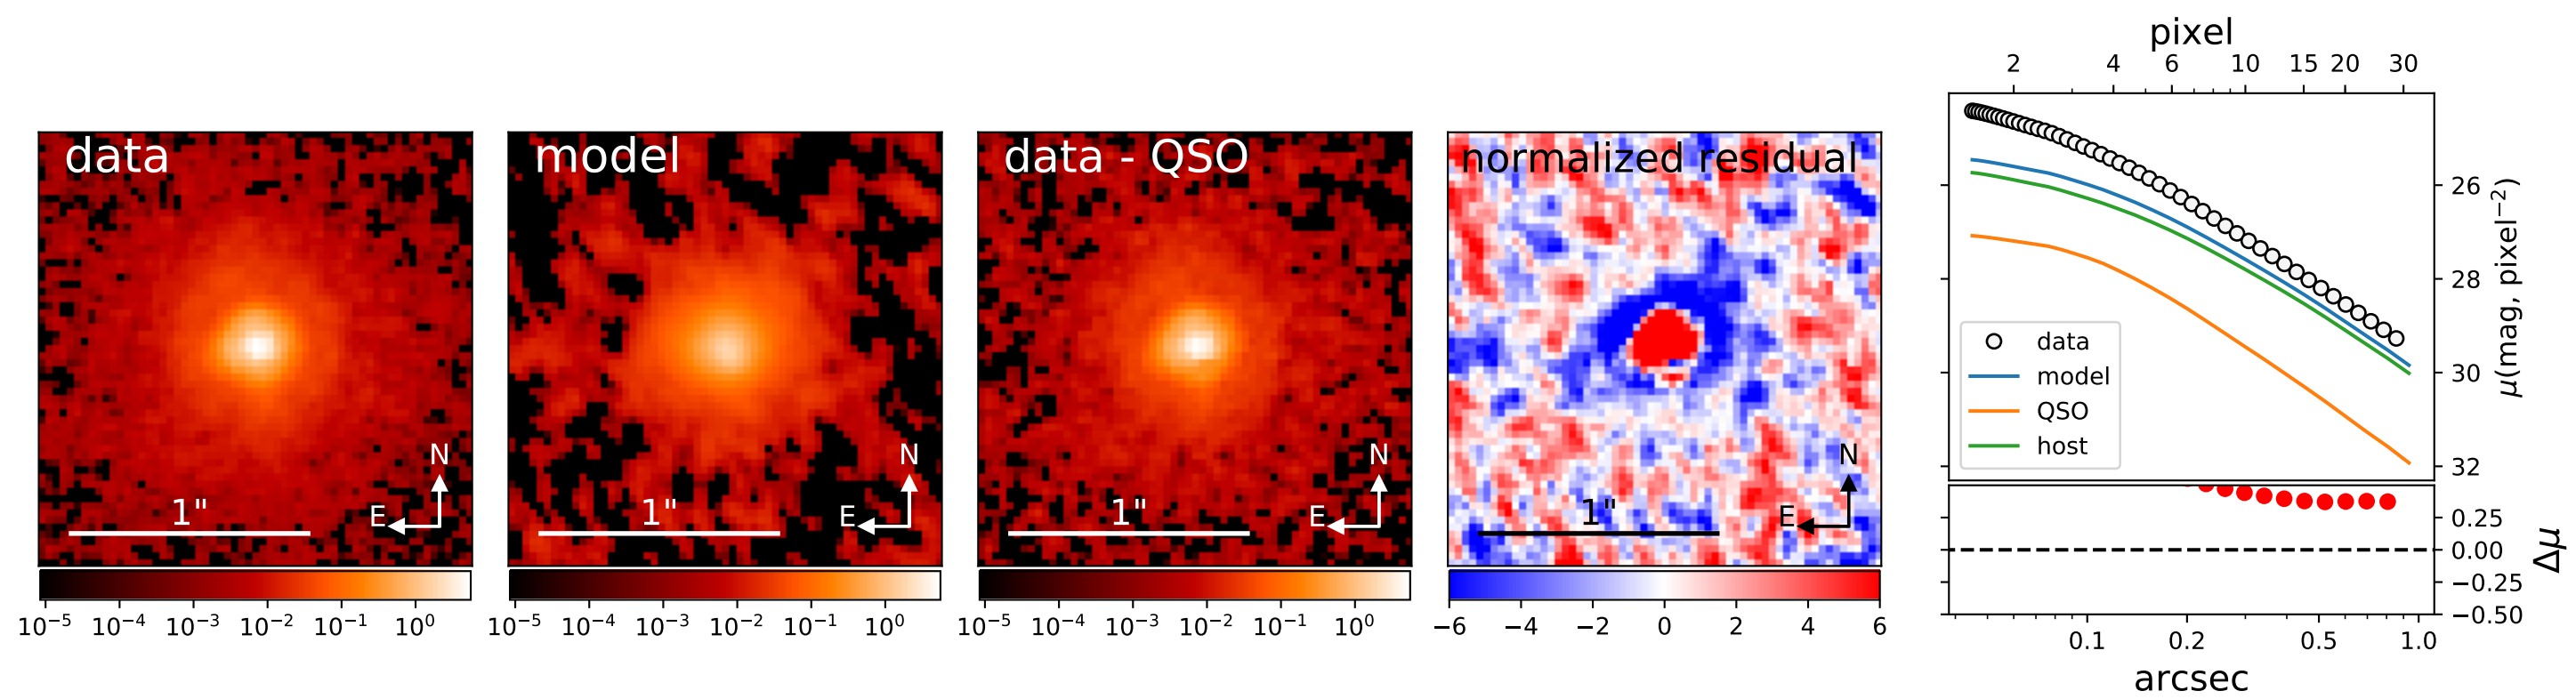 data
N
E
1"
10⁻⁵ 10⁻⁴ 10⁻³ 10⁻² 10⁻¹ 10⁰
model
N
E
1"
10⁻⁵ 10⁻⁴ 10⁻³ 10⁻² 10⁻¹ 10⁰
data - QSO
N
E
1"
10⁻⁵ 10⁻⁴ 10⁻³ 10⁻² 10⁻¹ 10⁰
normalized residual
N
E
1"
−6 −4 −2 0 2 4 6
pixel
2 4 6 10 15 20 30
26
28
30
32
μ(mag, pixel⁻²)
data
model
QSO
host
0.25
0.00
−0.25
−0.50
Δμ
0.1 0.2 0.5 1.0
arcsec